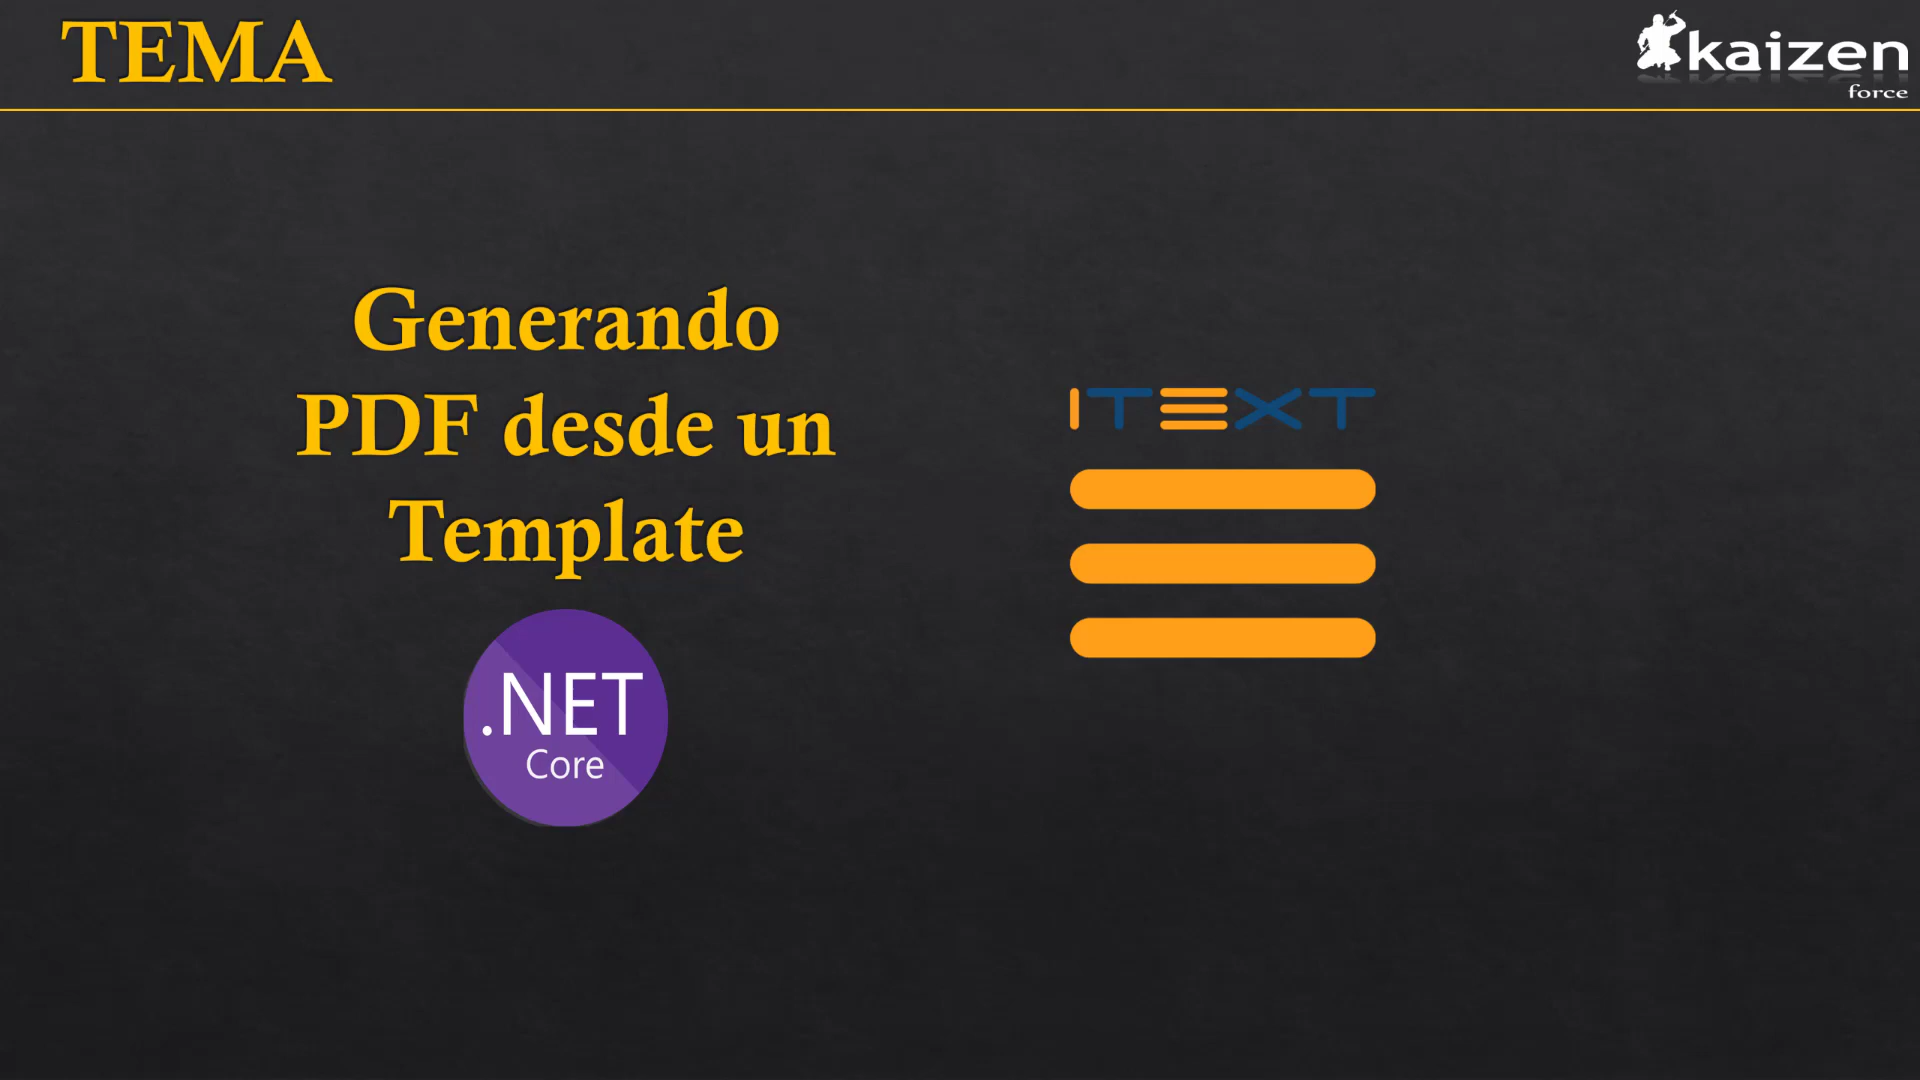 TEMA
kaizen
force
Generando
PDF desde un
Template
ITEXT
.NET
Core